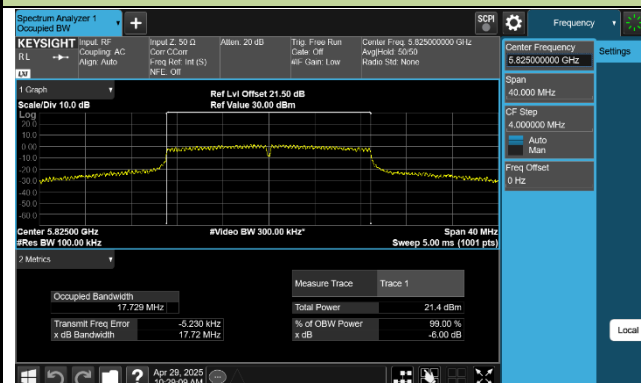 Spectrum Analyzer 1
Occupied BW
SCPI
Frequency
KEYSIGHT
RL
Input: RF
Coupling: AC
Align: Auto
Input Z: 50 Ω
Corr CCorr
Freq Ref: Int (S)
NFE: Off
Atten: 20 dB
Trig: Free Run
Gate: Off
#IF Gain: Low
Center Freq: 5.825000000 GHz
Avg|Hold: 50/50
Radio Std: None
Center Frequency
5.825000000 GHz
Settings
Span
40.000 MHz
CF Step
4.000000 MHz
Auto
Man
Freq Offset
0 Hz
Local
1 Graph
Scale/Div 10.0 dB
Ref Lvl Offset 21.50 dB
Ref Value 30.00 dBm
Log
20.0
10.0
0.00
-10.0
-20.0
-30.0
-40.0
-50.0
-60.0
Center 5.82500 GHz
#Res BW 100.00 kHz
#Video BW 300.00 kHz*
Span 40 MHz
Sweep 5.00 ms (1001 pts)
2 Metrics
Measure Trace
Trace 1
Occupied Bandwidth
17.729 MHz
Total Power
21.4 dBm
Transmit Freq Error
-5.230 kHz
% of OBW Power
99.00 %
x dB Bandwidth
17.72 MHz
x dB
-6.00 dB
?
Apr 29, 2025